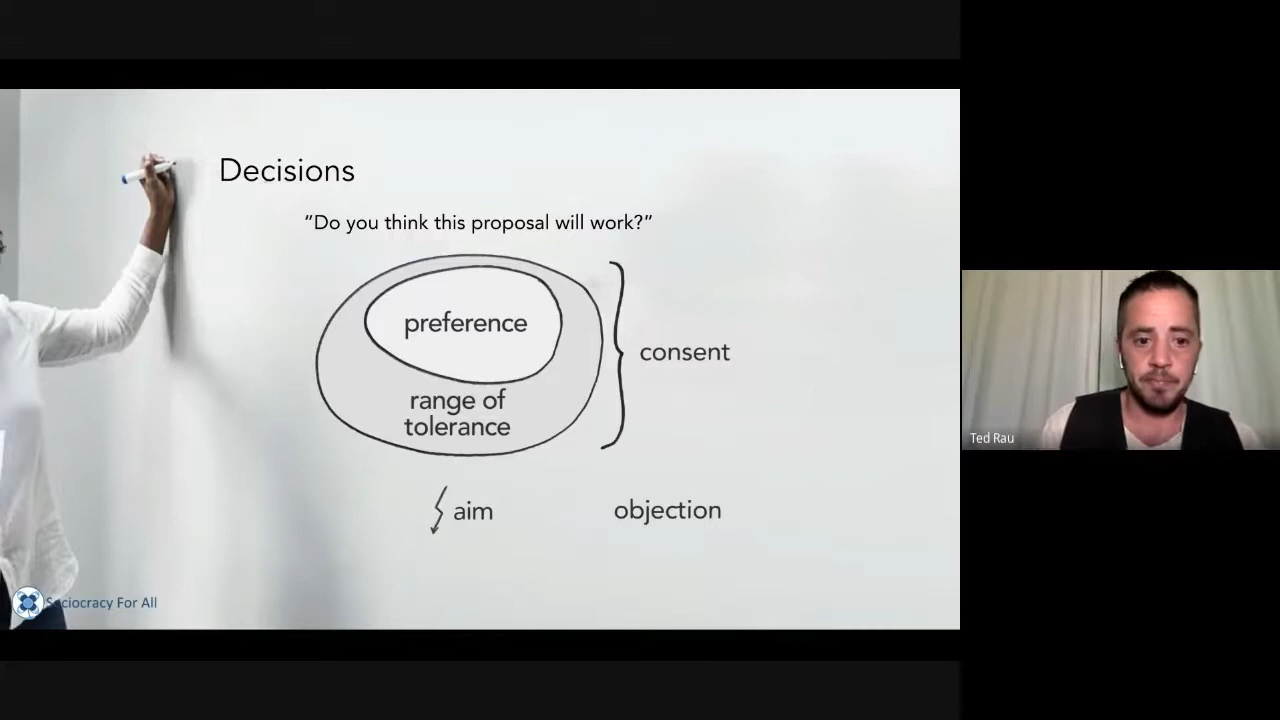 Decisions
”Do you think this proposal will work?”
preference
consent
range of
tolerance
aim
objection
Sociocracy For All
Ted Rau